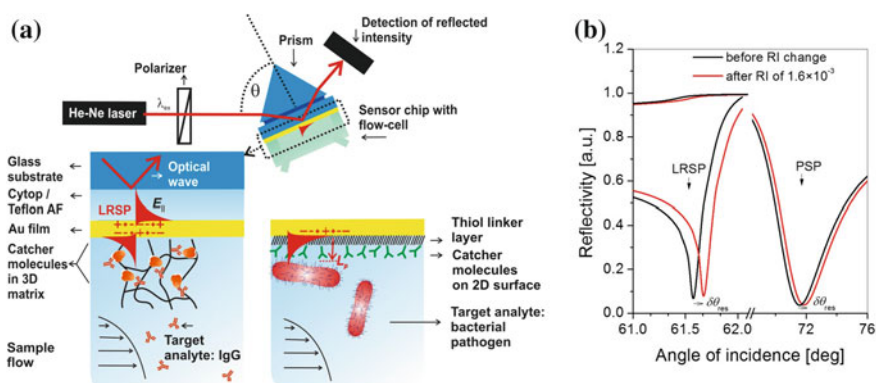 (a)
Detection of reflected
intensity
Prism
Polarizer
θ
λres
He-Ne laser
Sensor chip with
flow-cell
Glass
substrate
Optical
wave
Cytop /
Teflon AF
LRSP
E||
Au film
Catcher
molecules
in 3D
matrix
Thiol linker
layer
Lp
Catcher
molecules
on 2D surface
Target analyte:
bacterial
pathogen
Target
analyte: IgG
Sample
flow
(b)
before RI change
after RI of 1.6×10⁻³
1.2
1.0
0.8
0.6
0.4
0.2
0.0
Reflectivity [a.u.]
LRSP
PSP
δθres
δθres
61.0
61.5
62.0
72
76
Angle of incidence [deg]